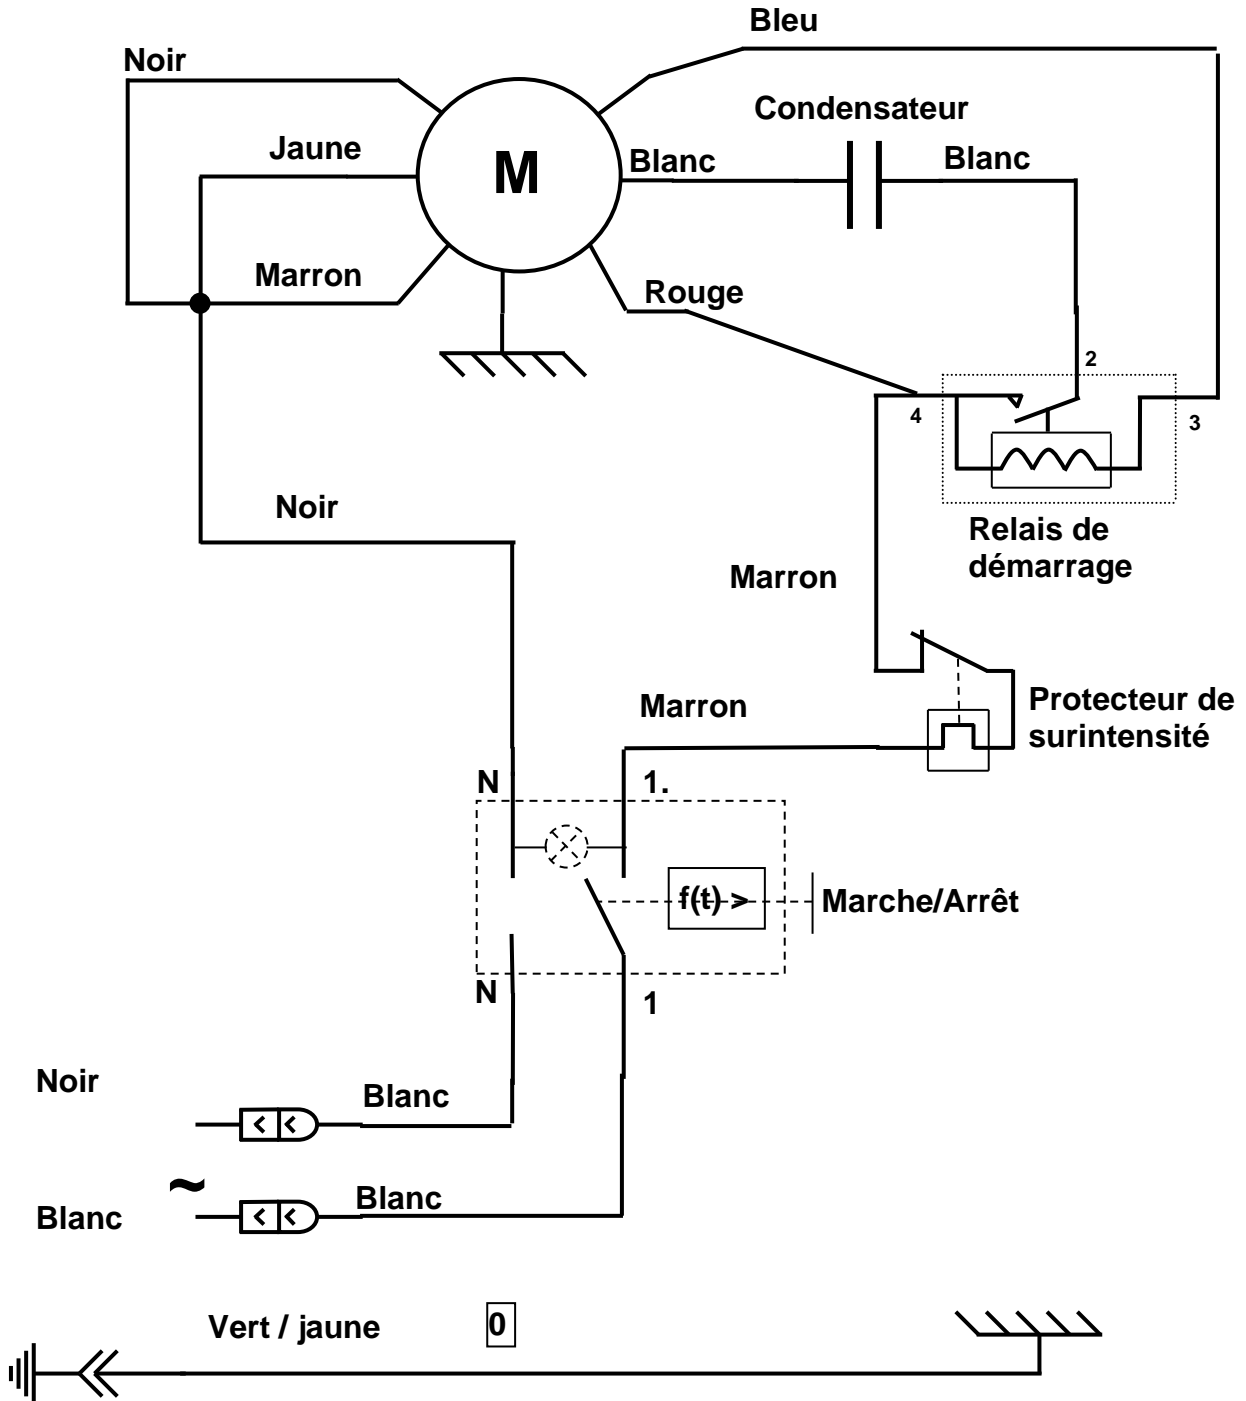 Bleu
Noir
Condensateur
Jaune
M
Blanc
Blanc
Marron
Rouge
2
4
3
Noir
Relais de
démarrage
Marron
Protecteur de
surintensité
Marron
N
1.
f(t) >
Marche/Arrêt
N
1
Noir
Blanc
~
Blanc
Blanc
Vert / jaune
0